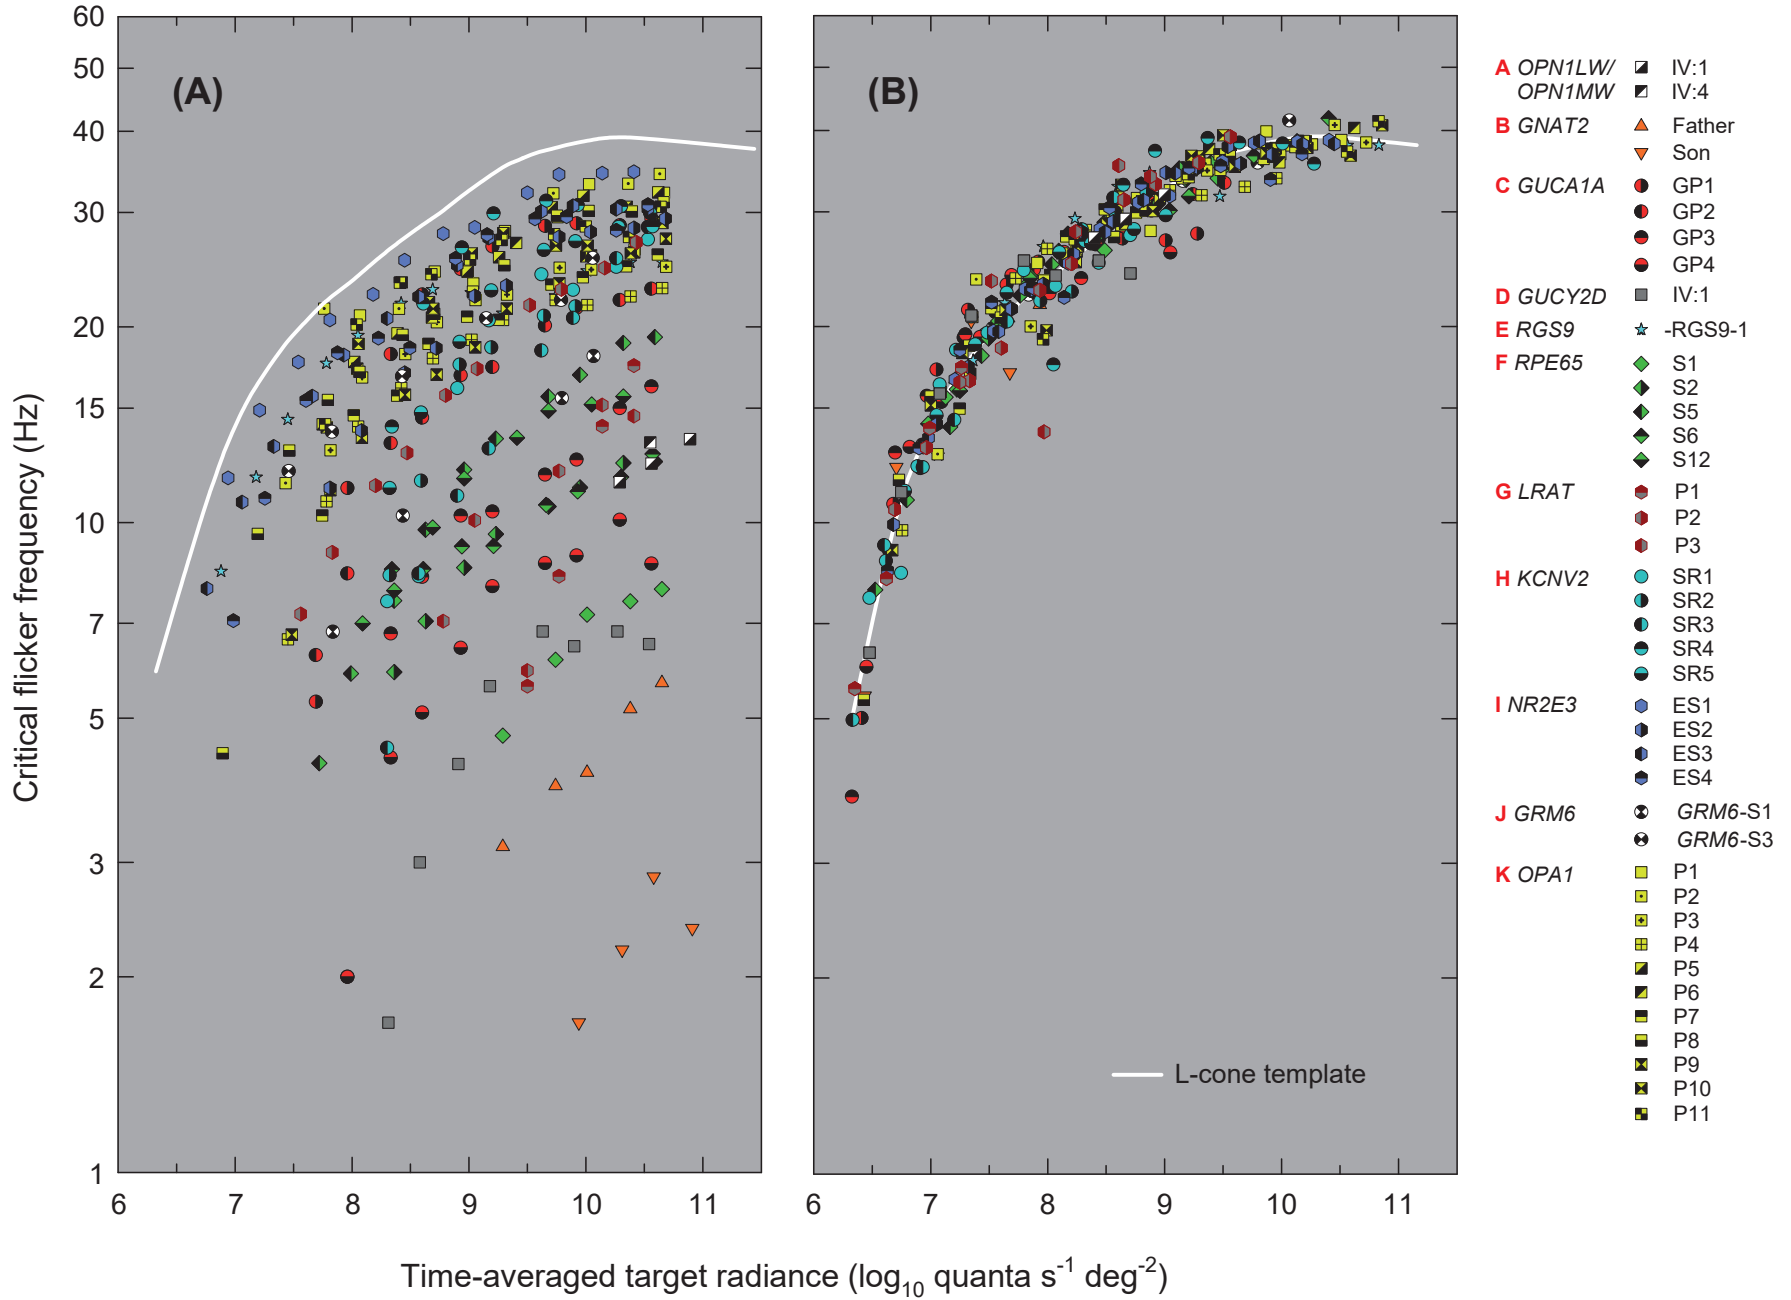 (A)
(B)
Critical flicker frequency (Hz)
60
50
40
30
20
15
10
7
5
3
2
1
6 7 8 9 10 11
6 7 8 9 10 11
Time-averaged target radiance (log10 quanta s-1 deg-2)
L-cone template
A OPN1LW/ IV:1
OPN1MW IV:4
B GNAT2 Father
Son
C GUCA1A GP1
GP2
GP3
GP4
D GUCY2D IV:1
E RGS9 -RGS9-1
F RPE65 S1
S2
S5
S6
S12
G LRAT P1
P2
P3
H KCNV2 SR1
SR2
SR3
SR4
SR5
I NR2E3 ES1
ES2
ES3
ES4
J GRM6 GRM6-S1
GRM6-S3
K OPA1 P1
P2
P3
P4
P5
P6
P7
P8
P9
P10
P11